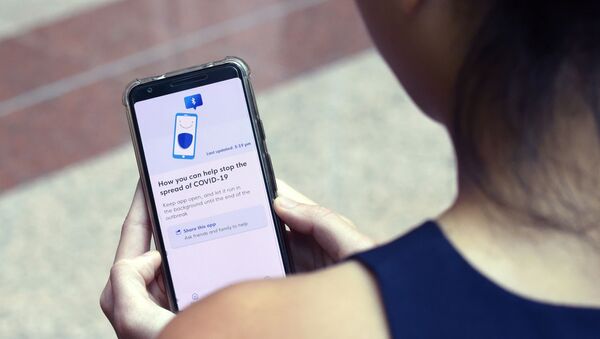 Last updated: 5:19 pm
How you can help stop the
spread of COVID-19
Keep app open, and let it run in
the background until the end of the
outbreak
Share this app
Ask friends and family to help